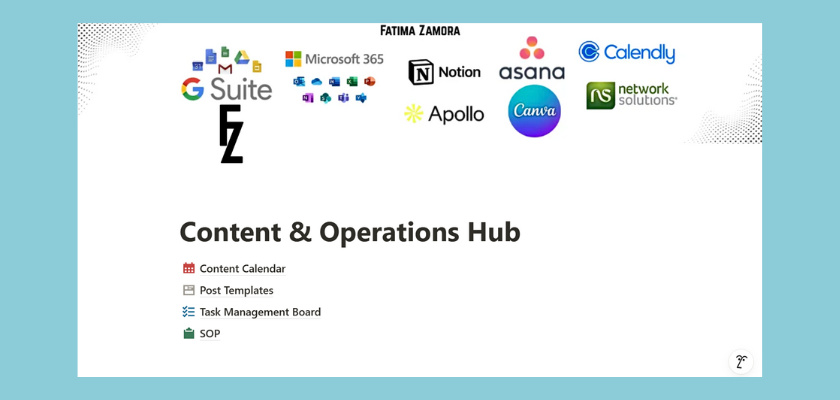 FATIMA ZAMORA
G Suite
Microsoft 365
Notion
asana
Calendly
Apollo
Canva
ns
network
solutions
FZ
Content & Operations Hub
Content Calendar
Post Templates
Task Management Board
SOP